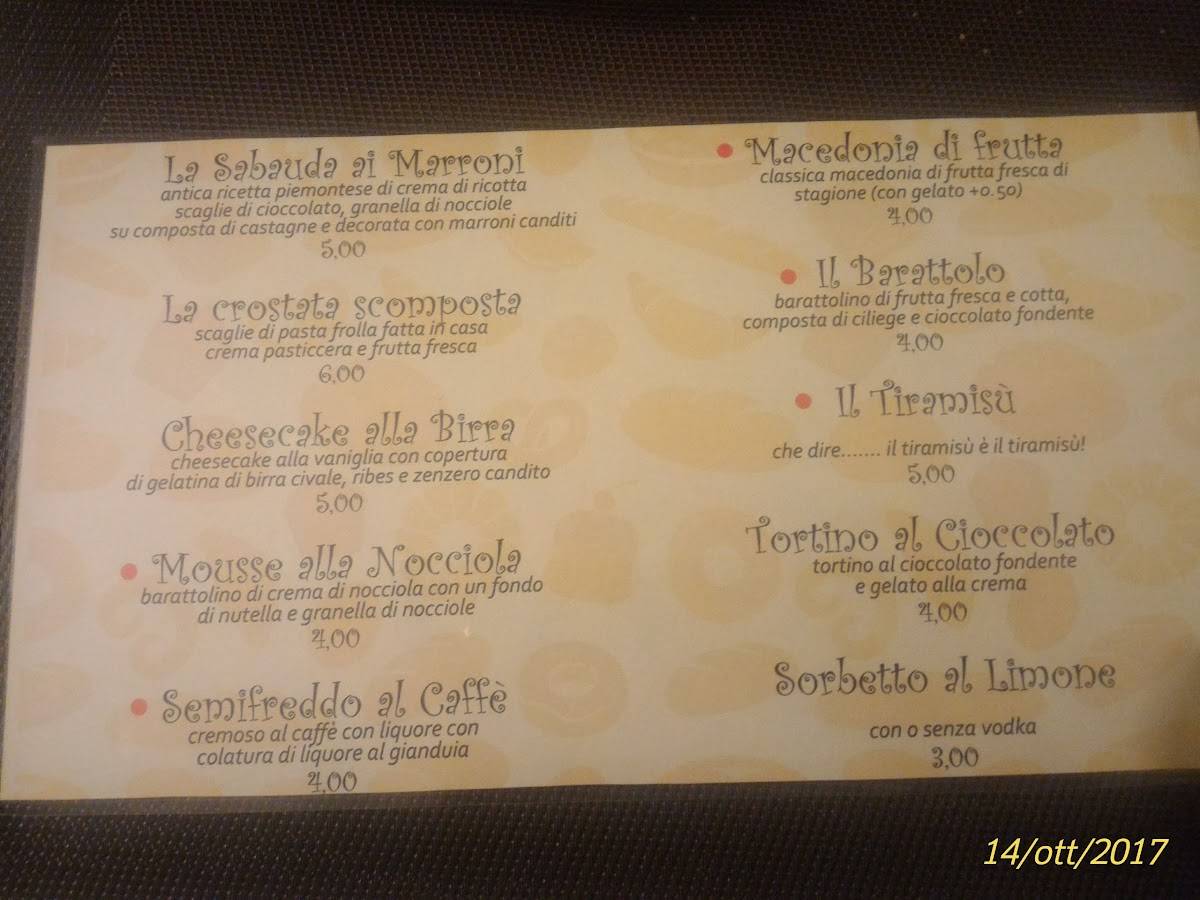 La Sabauda ai Marroni
antica ricetta piemontese di crema di ricotta
scaglie di cioccolato, granella di nocciole
su composta di castagne e decorata con marroni canditi
5,00
La crostata scomposta
scaglie di pasta frolla fatta in casa
crema pasticcera e frutta fresca
6,00
Cheesecake alla Birra
cheesecake alla vaniglia con copertura
di gelatina di birra civale, ribes e zenzero candito
5,00
Mousse alla Nocciola
barattolino di crema di nocciola con un fondo
di nutella e granella di nocciole
4,00
Semifreddo al Caffè
cremoso al caffè con liquore con
colatura di liquore al gianduia
4,00
Macedonia di frutta
classica macedonia di frutta fresca di
stagione (con gelato +0.50)
4,00
Il Barattolo
barattolino di frutta fresca e cotta,
composta di ciliege e cioccolato fondente
4,00
Il Tiramisù
che dire....... il tiramisù è il tiramisù!
5,00
Tortino al Cioccolato
tortino al cioccolato fondente
e gelato alla crema
4,00
Sorbetto al Limone
con o senza vodka
3,00
14/ott/2017